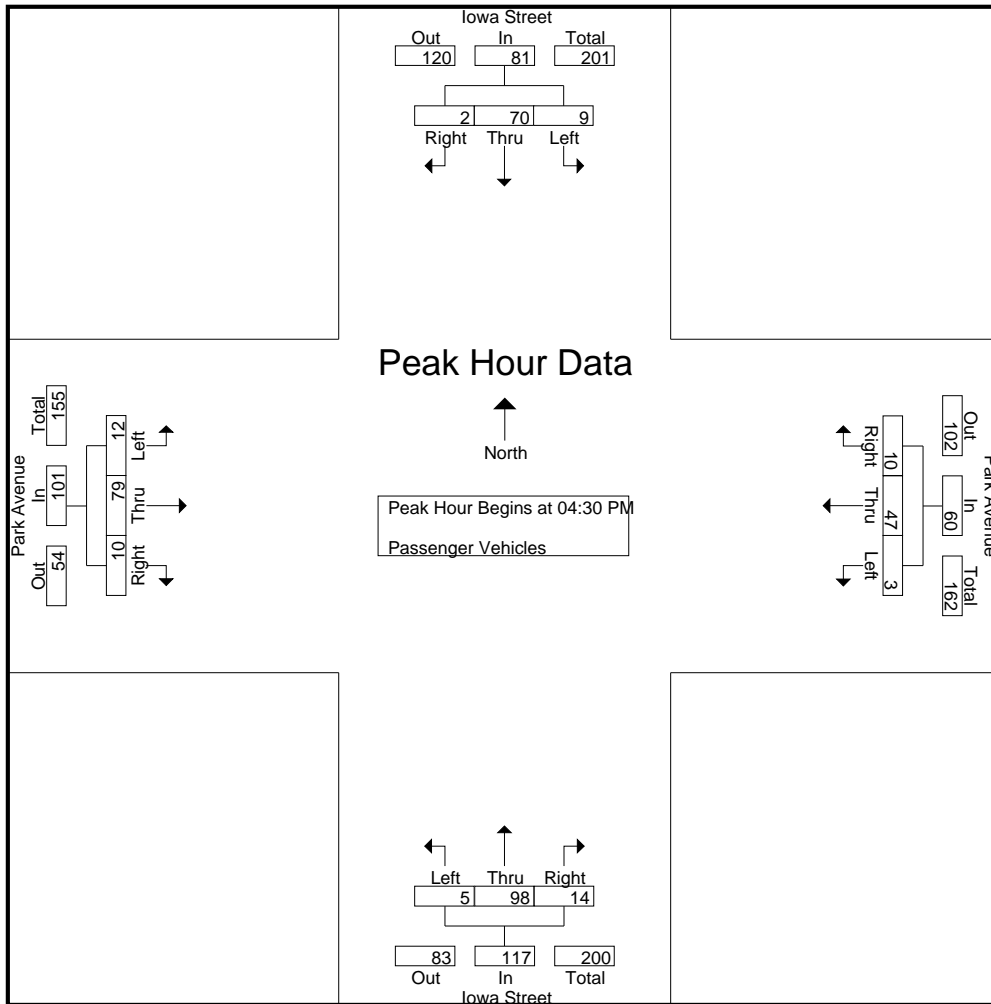 Iowa Street
Out In Total
120 81 201
2 70 9
Right Thru Left
Peak Hour Data
North
Peak Hour Begins at 04:30 PM
Passenger Vehicles
Park Avenue
Total In Out
155 101 54
12 79 10
Left Thru Right
Park Avenue
Out In Total
102 60 162
10 47 3
Right Thru Left
Left Thru Right
5 98 14
83 117 200
Out In Total
Iowa Street